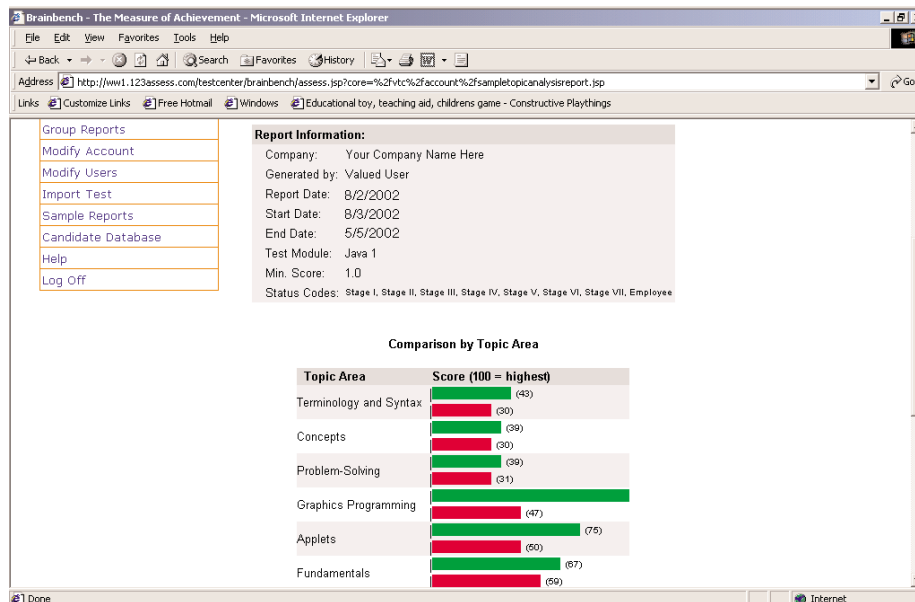 Brainbench - The Measure of Achievement - Microsoft Internet Explorer
File Edit View Favorites Tools Help
Back Search Favorites History
Address http://ww1.123assess.com/testcenter/brainbench/assess.jsp?core=%2fvtc%2faccount%2fsampletopicanalysisreport.jsp Go
Links Customize Links Free Hotmail Windows Educational toy, teaching aid, childrens game - Constructive Playthings
Group Reports
Modify Account
Modify Users
Import Test
Sample Reports
Candidate Database
Help
Log Off
Report Information:
Company: Your Company Name Here
Generated by: Valued User
Report Date: 8/2/2002
Start Date: 8/3/2002
End Date: 5/5/2002
Test Module: Java 1
Min. Score: 1.0
Status Codes: Stage I, Stage II, Stage III, Stage IV, Stage V, Stage VI, Stage VII, Employee
Comparison by Topic Area
Topic Area Score (100 = highest)
Terminology and Syntax (43)
(30)
Concepts (39)
(30)
Problem-Solving (39)
(31)
Graphics Programming
(47)
Applets (75)
(50)
Fundamentals (67)
(59)
Done Internet